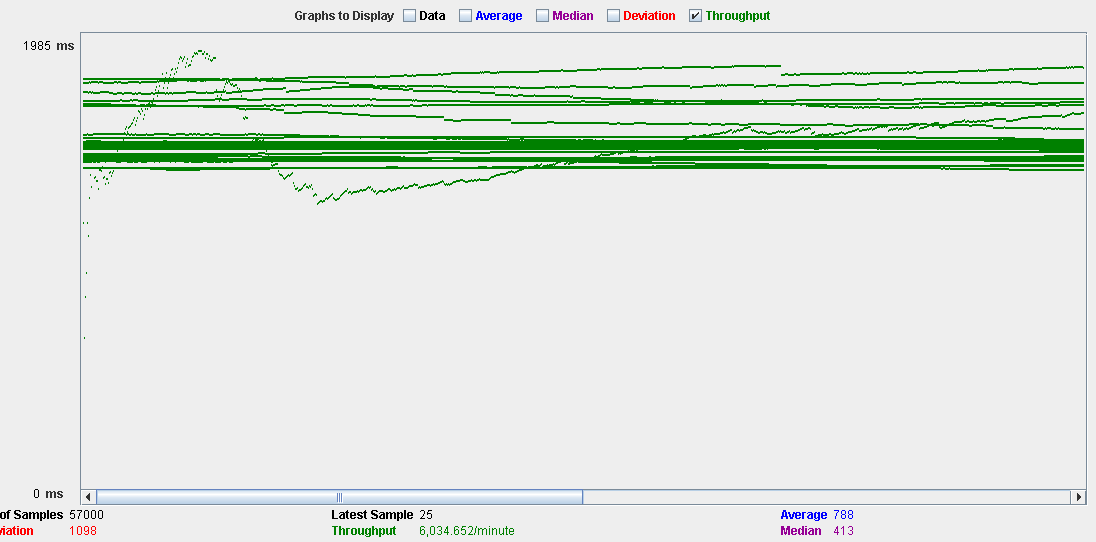 Graphs to Display Data Average Median Deviation Throughput
1985 ms
0 ms
of Samples 57000 Latest Sample 25 Average 788
viation 1098 Throughput 6,034.652/minute Median 413